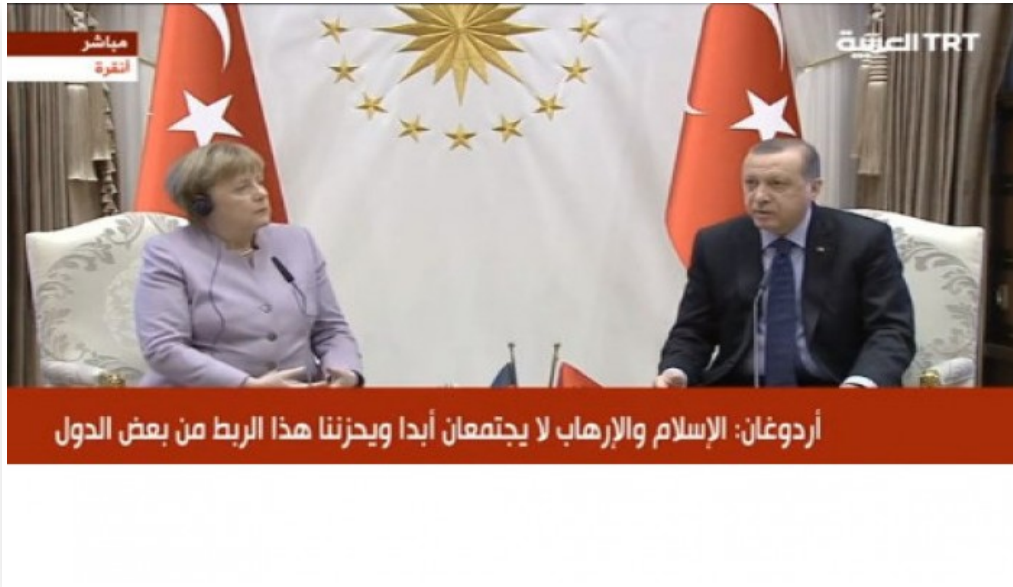 مباشر
أنقرة
TRT العربية
أردوغان: الإسلام والإرهاب لا يجتمعان أبدا ويحزننا هذا الربط من بعض الدول